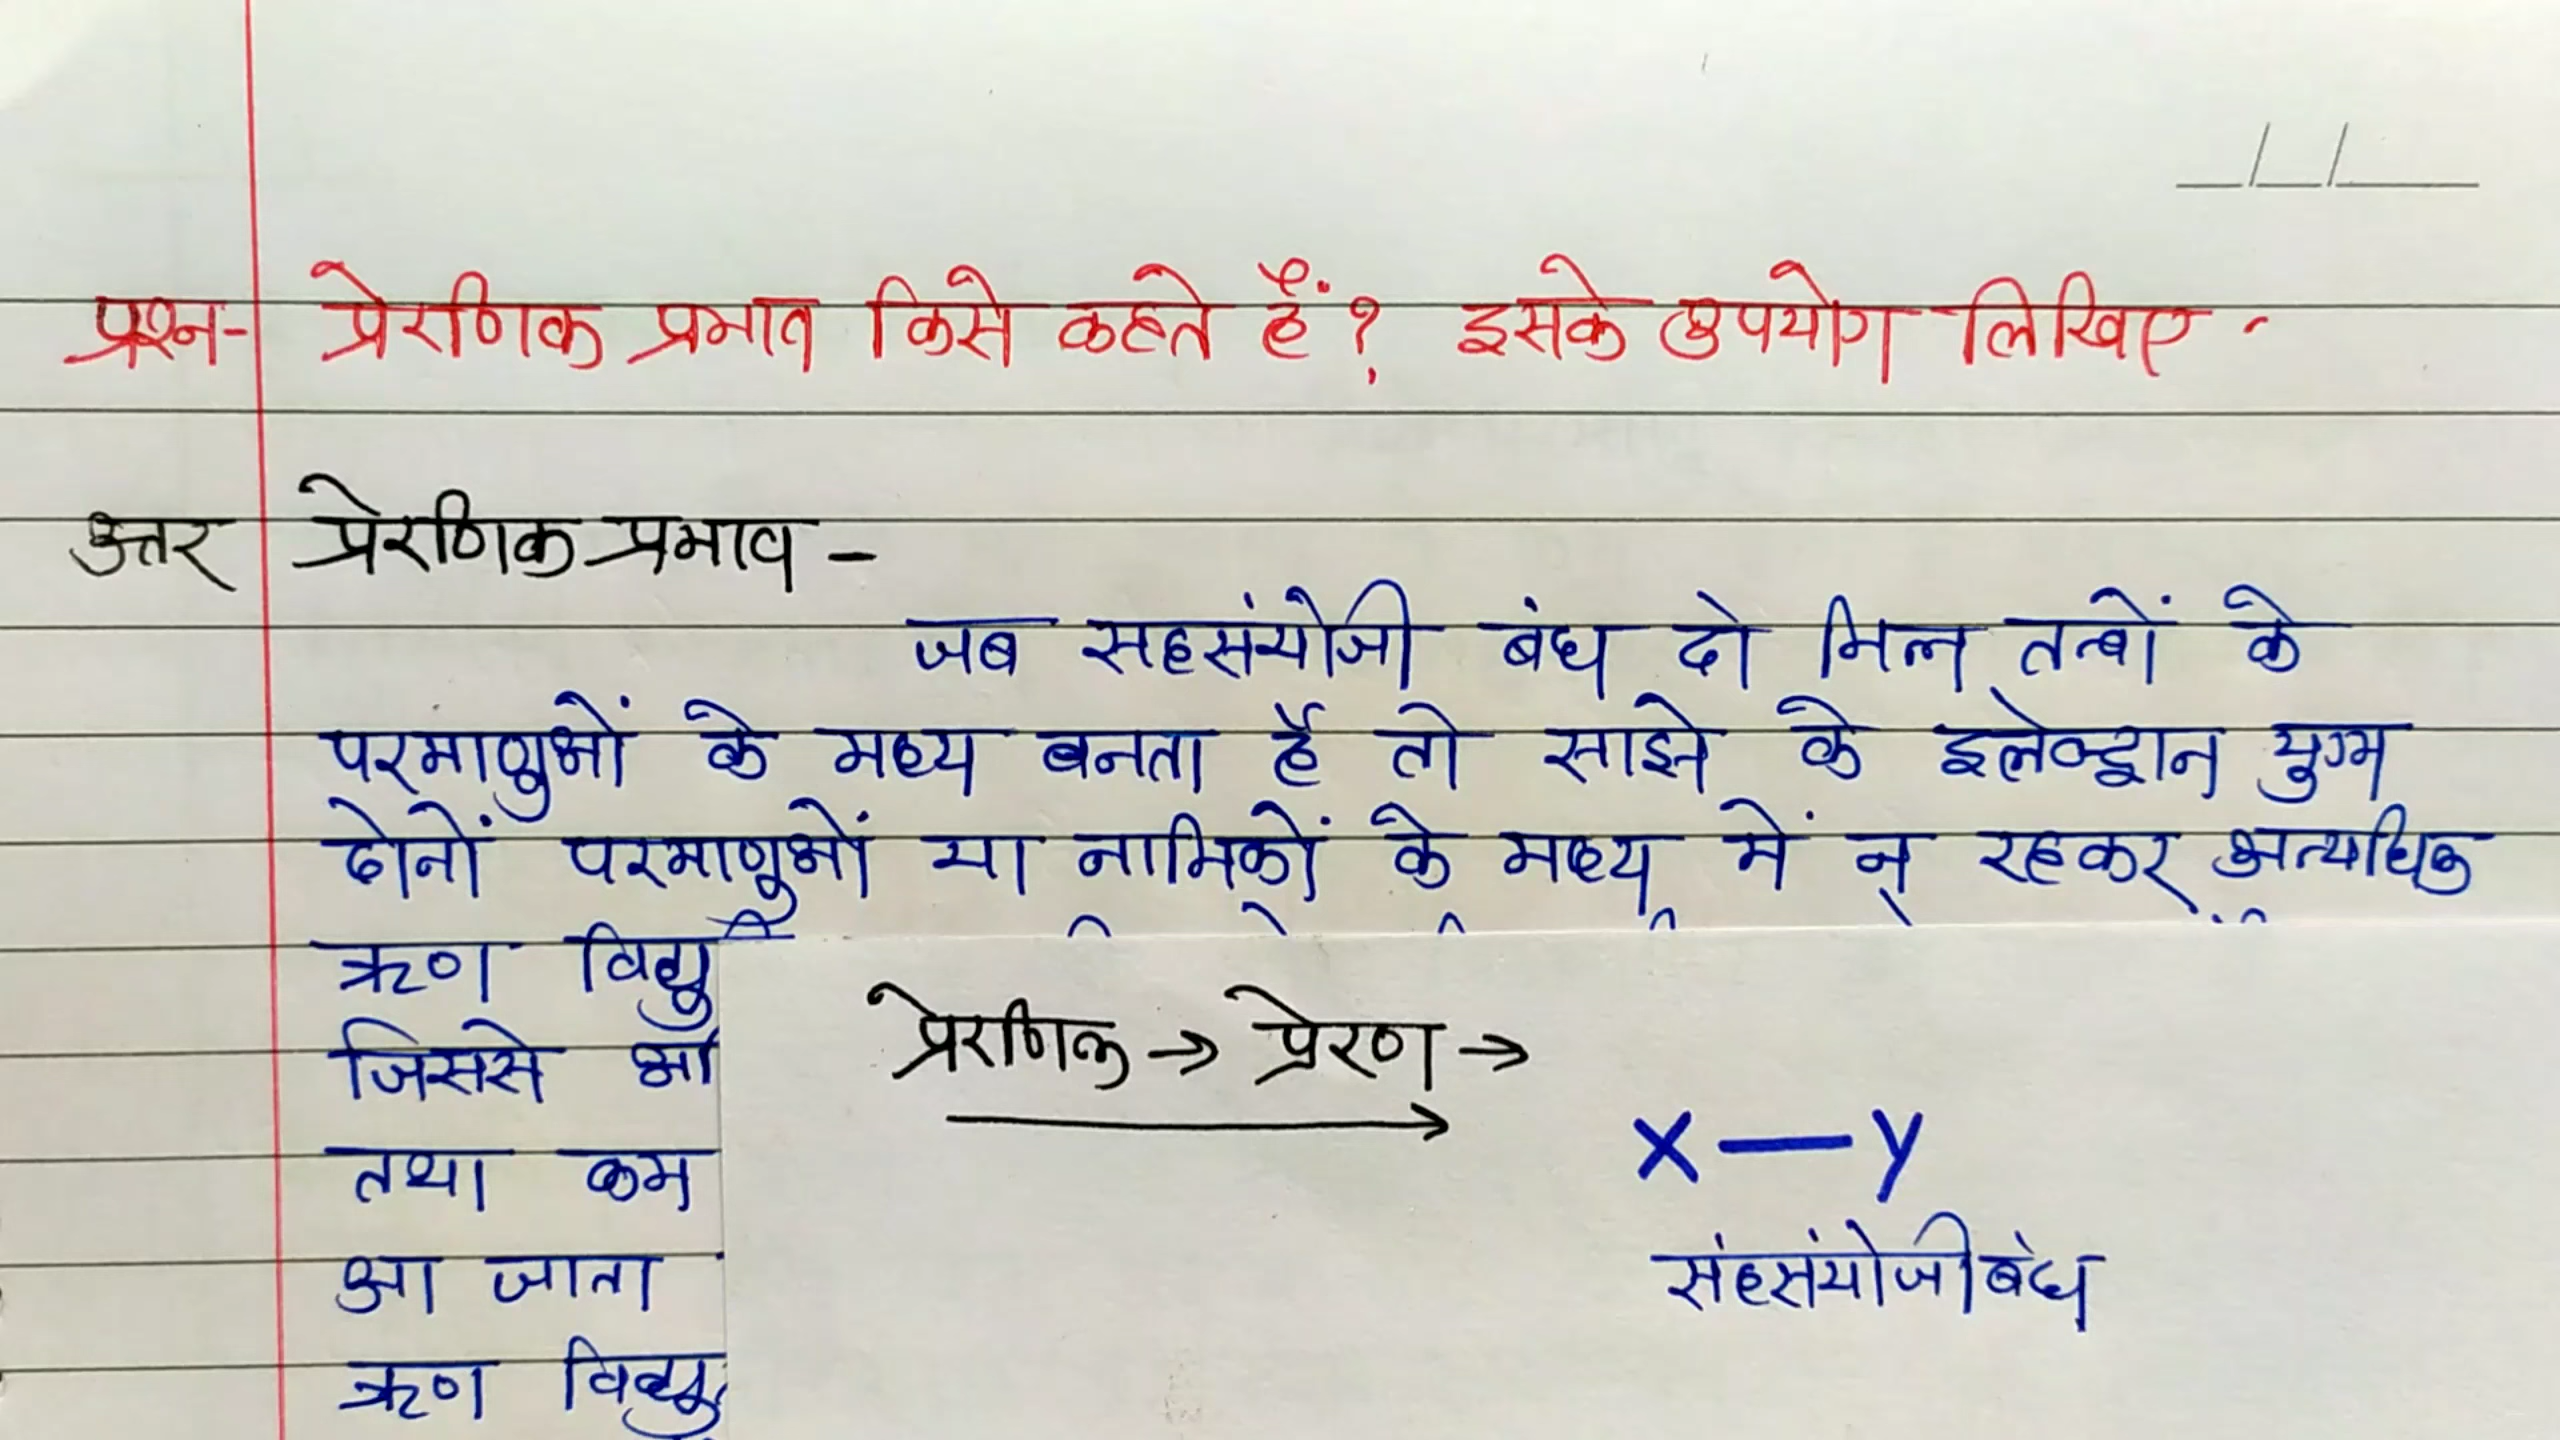 प्रश्न- प्रेरणिक प्रभाव किसे कहते हैं? इसके उपयोग लिखिए -
उत्तर प्रेरणिक प्रभाव -
जब सहसंयोजी बंध दो भिन्न तत्वों के
परमाणुओं के मध्य बनता है तो साझे के इलेक्ट्रान युग्म
दोनों परमाणुओं या नाभिकों के मध्य में न रहकर अत्यधिक
ऋण विद्यु
जिससे
तथा कम
आ जाता
ऋण विद्यु
प्रेरणिक → प्रेरण →
x — y
संहसंयोजी बंध